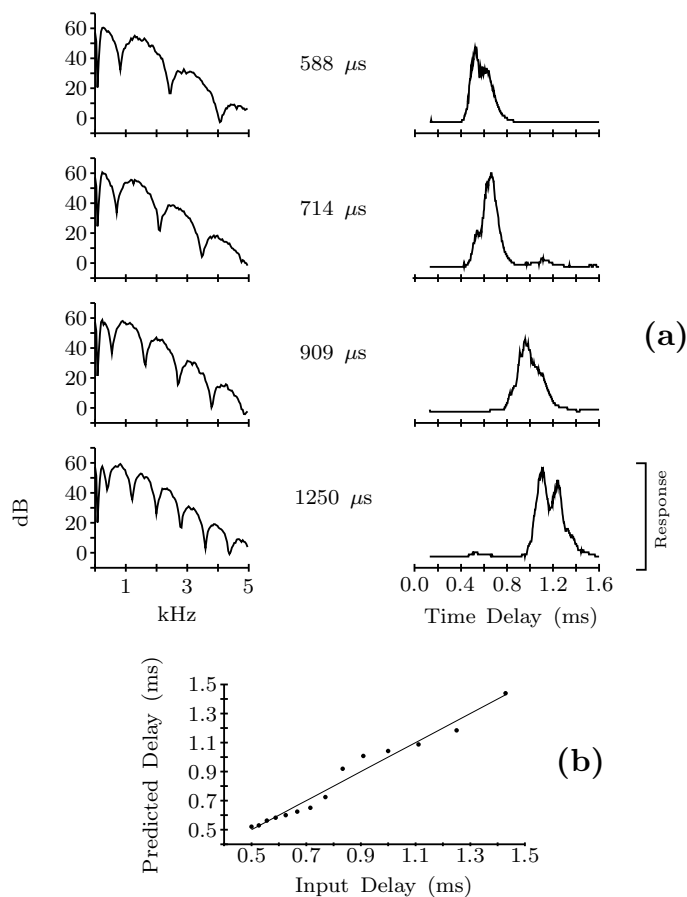 60
40
20
0
588 μs
60
40
20
0
714 μs
60
40
20
0
909 μs
(a)
60
40
20
0
dB
1250 μs
Response
1 3 5
kHz
0.0 0.4 0.8 1.2 1.6
Time Delay (ms)
Predicted Delay (ms)
1.5
1.3
1.1
0.9
0.7
0.5
(b)
0.5 0.7 0.9 1.1 1.3 1.5
Input Delay (ms)